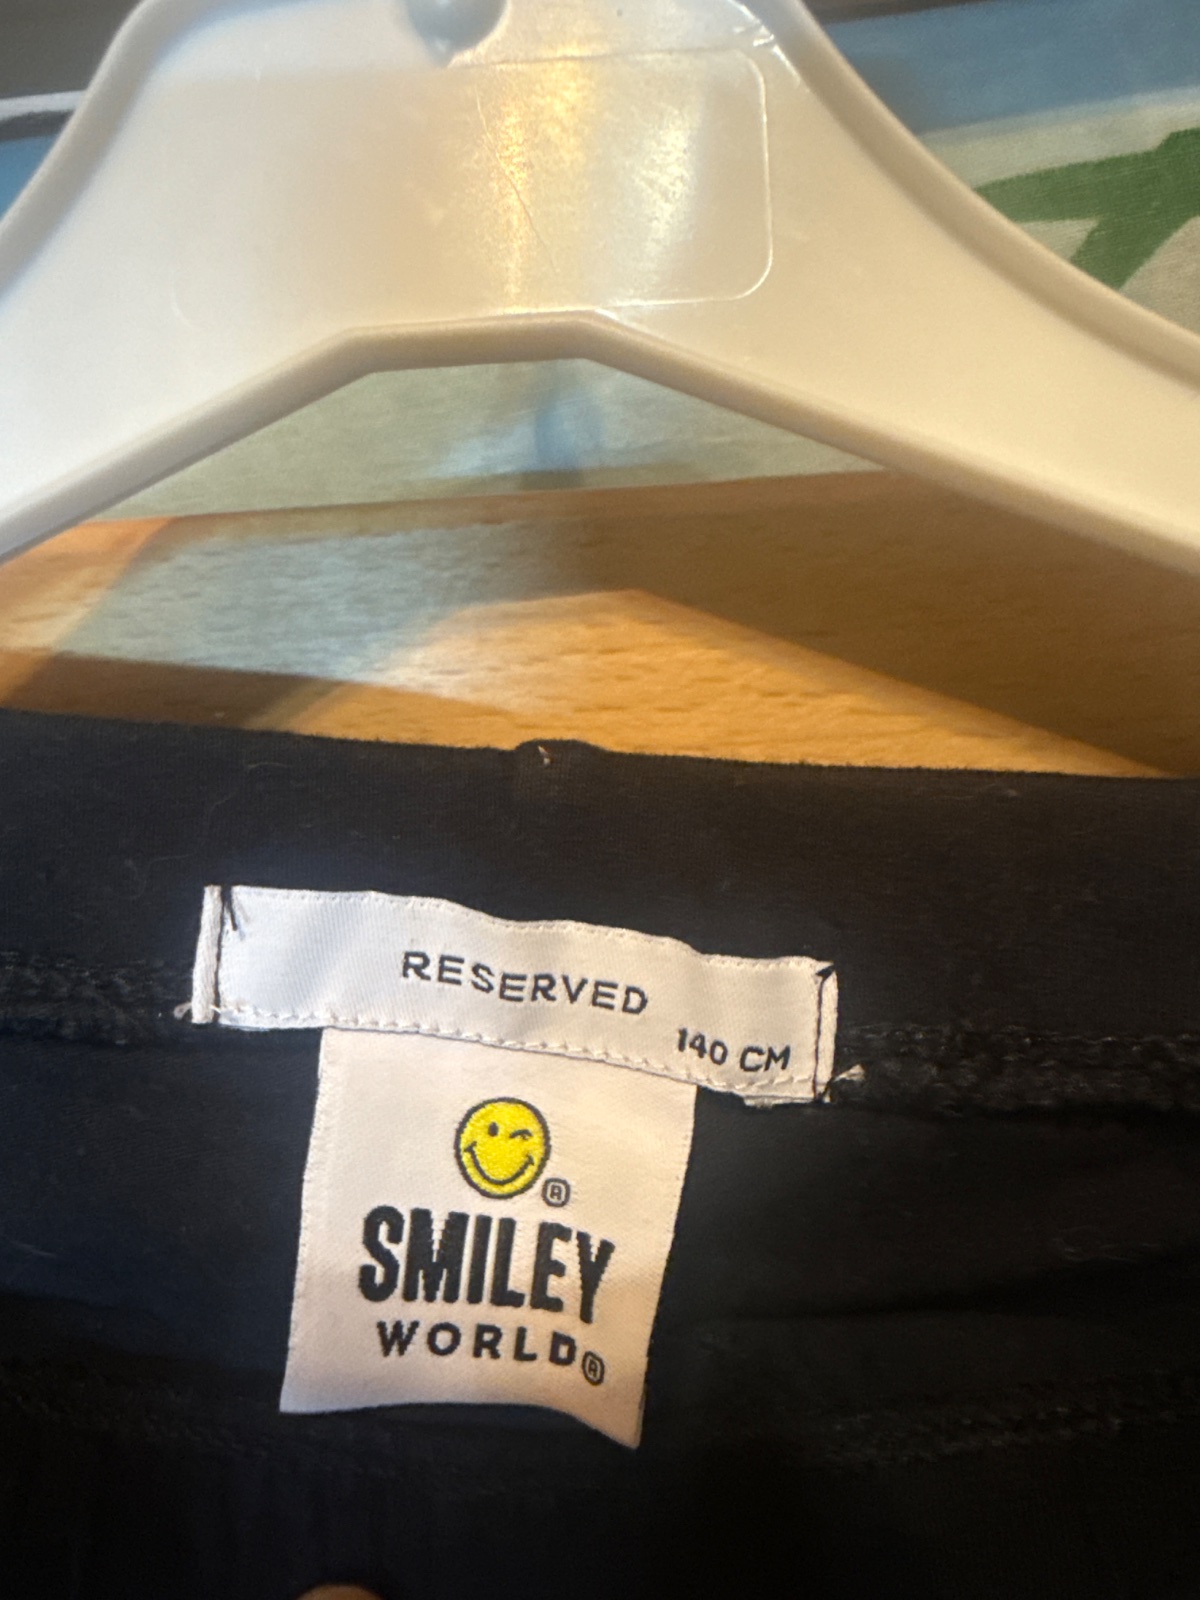 RESERVED
140 CM
®
SMILEY
WORLD®